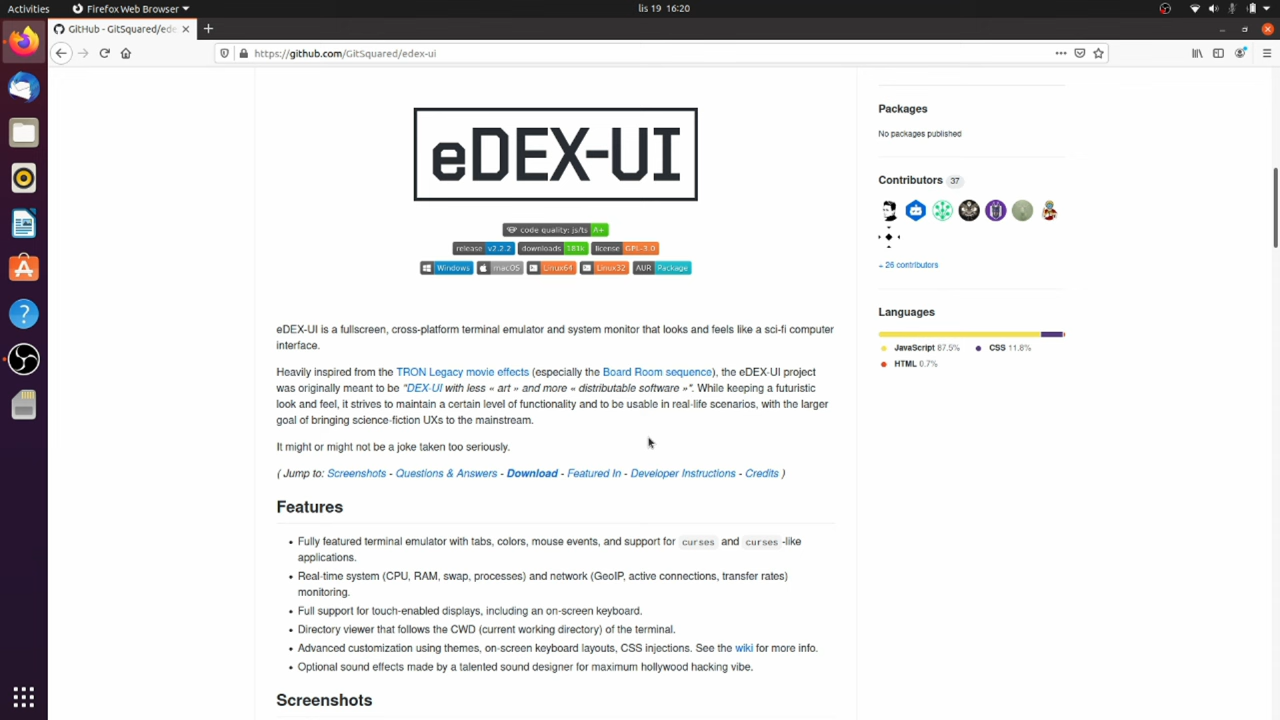 Activities
Firefox Web Browser
lis 19 16:20
GitHub - GitSquared/ede
https://github.com/GitSquared/edex-ui
eDEX-UI
code quality: js/ts A+
release v2.2.2 downloads 181k license GPL-3.0
Windows macOS Linux64 Linux32 AUR Package
eDEX-UI is a fullscreen, cross-platform terminal emulator and system monitor that looks and feels like a sci-fi computer
interface.
Heavily inspired from the TRON Legacy movie effects (especially the Board Room sequence), the eDEX-UI project
was originally meant to be "DEX-UI with less « art » and more « distributable software »". While keeping a futuristic
look and feel, it strives to maintain a certain level of functionality and to be usable in real-life scenarios, with the larger
goal of bringing science-fiction UXs to the mainstream.
It might or might not be a joke taken too seriously.
( Jump to: Screenshots - Questions & Answers - Download - Featured In - Developer Instructions - Credits )
Features
• Fully featured terminal emulator with tabs, colors, mouse events, and support for curses and curses -like
applications.
• Real-time system (CPU, RAM, swap, processes) and network (GeoIP, active connections, transfer rates)
monitoring.
• Full support for touch-enabled displays, including an on-screen keyboard.
• Directory viewer that follows the CWD (current working directory) of the terminal.
• Advanced customization using themes, on-screen keyboard layouts, CSS injections. See the wiki for more info.
• Optional sound effects made by a talented sound designer for maximum hollywood hacking vibe.
Screenshots
Packages
No packages published
Contributors 37
+ 26 contributors
Languages
JavaScript 87.5% CSS 11.8%
HTML 0.7%